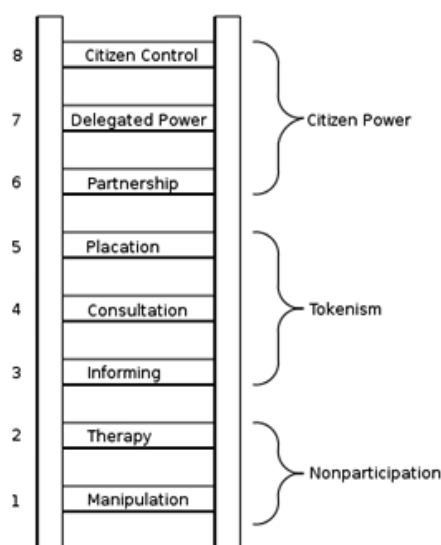 8 Citizen Control
7 Delegated Power Citizen Power
6 Partnership
5 Placation
4 Consultation Tokenism
3 Informing
2 Therapy
Nonparticipation
1 Manipulation